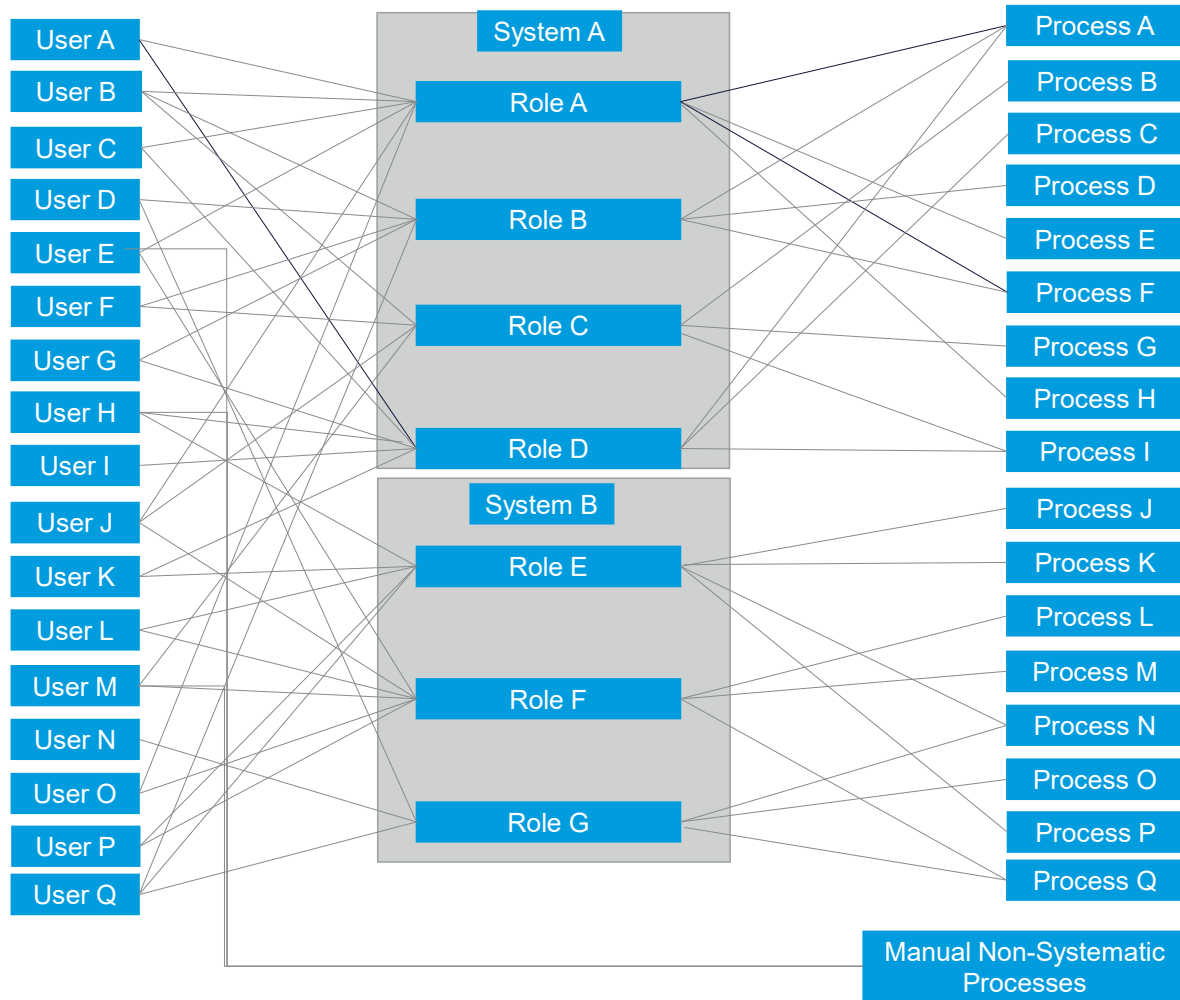 User A
User B
User C
User D
User E
User F
User G
User H
User I
User J
User K
User L
User M
User N
User O
User P
User Q
System A
Role A
Role B
Role C
Role D
System B
Role E
Role F
Role G
Process A
Process B
Process C
Process D
Process E
Process F
Process G
Process H
Process I
Process J
Process K
Process L
Process M
Process N
Process O
Process P
Process Q
Manual Non-Systematic
Processes